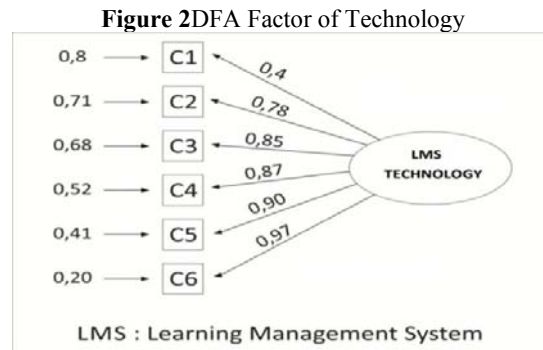 Figure 2DFA Factor of Technology
0,8 C1 0,4
0,71 C2 0,78
0,68 C3 0,85
0,52 C4 0,87
0,41 C5 0,90
0,20 C6 0,97
LMS
TECHNOLOGY
LMS : Learning Management System